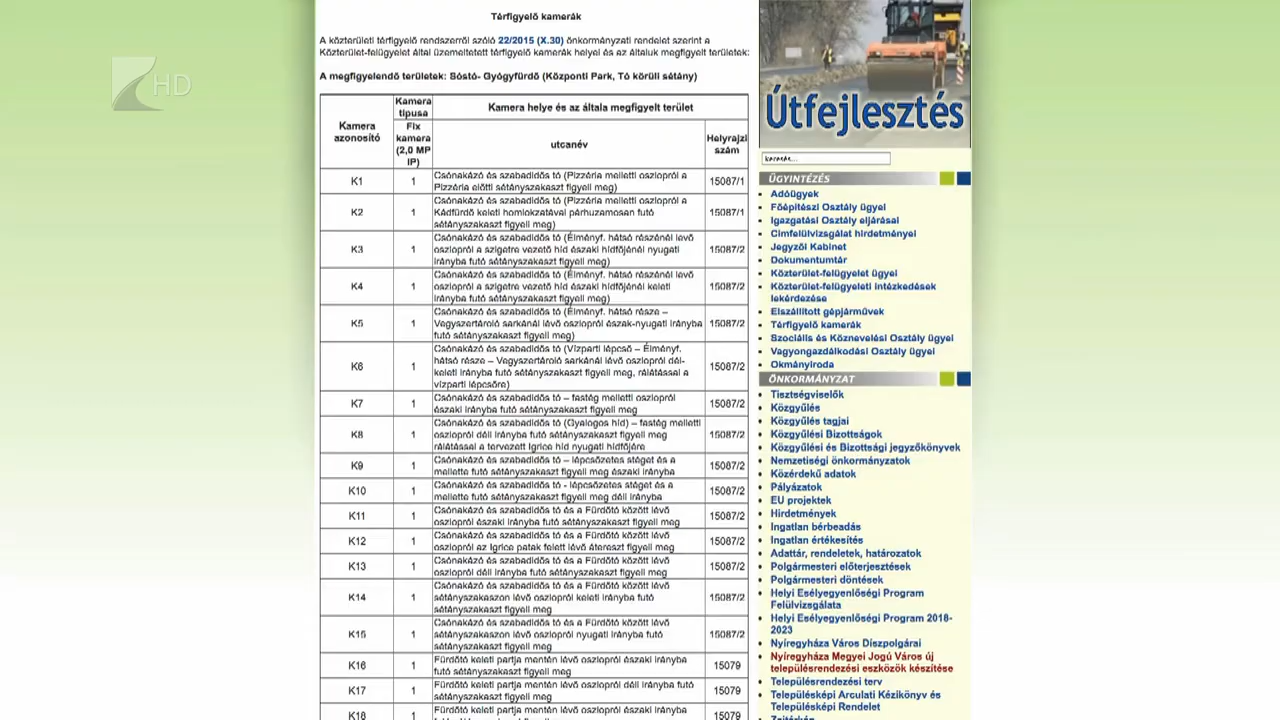 HD
Térfigyelő kamerák
A közterületi térfigyelő rendszerről szóló 22/2015 (X.30) önkormányzati rendelet szerint a
Közterület-felügyelet által üzemeltetett térfigyelő kamerák helyei és az általuk megfigyelt területek:
A megfigyelendő területek: Sóstó- Gyógyfürdő (Központi Park, Tó körüli sétány)
Kamera
azonosító
Kamera
típusa
Kamera helye és az általa megfigyelt terület
Fix
kamera
(2,0 MP
IP)
utcanév
Helyrajzi
szám
K1 1 Csónakázó és szabadidős tó (Pizzéria melletti oszlopról a
Pizzéria előtti sétányszakaszt figyeli meg) 15087/1
K2 1 Csónakázó és szabadidős tó (Pizzéria melletti oszlopról a
Kádfürdő keleti homlokzatával párhuzamosan futó
sétányszakaszt figyeli meg) 15087/1
K3 1 Csónakázó és szabadidős tó (Élményf. hátsó részénél levő
oszlopról a szigetre vezető híd északi hídfőjénél nyugati
irányba futó sétányszakaszt figyeli meg) 15087/2
K4 1 Csónakázó és szabadidős tó (Élményf. hátsó részénél lévő
oszlopról a szigetre vezető híd északi hídfőjénél keleti
irányba futó sétányszakaszt figyeli meg) 15087/2
K5 1 Csónakázó és szabadidős tó (Élményf. hátsó része –
Vegyszertároló sarkánál lévő oszlopról észak-nyugati irányba
futó sétányszakaszt figyeli meg) 15087/2
K6 1 Csónakázó és szabadidős tó (Vízparti lépcső – Élményf.
hátsó része – Vegyszertároló sarkánál lévő oszlopról dél-
keleti irányba futó sétányszakaszt figyeli meg, rálátással a
vízparti lépcsőre) 15087/2
K7 1 Csónakázó és szabadidős tó – fastég melletti oszlopról
északi irányba futó sétányszakaszt figyeli meg 15087/2
K8 1 Csónakázó és szabadidős tó (Gyalogos híd) – fastég melletti
oszlopról déli irányba futó sétányszakaszt figyeli meg
rálátással a tervezett Igrice híd nyugati hídfőjére 15087/2
K9 1 Csónakázó és szabadidős tó – lépcsőzetes stéget és a
mellette futó sétányszakaszt figyeli meg északi irányba 15087/2
K10 1 Csónakázó és szabadidős tó - lépcsőzetes stéget és a
mellette futó sétányszakaszt figyeli meg déli irányba 15087/2
K11 1 Csónakázó és szabadidős tó és a Fürdőtó között lévő
oszlopról északi irányba futó sétányszakaszt figyeli meg 15087/2
K12 1 Csónakázó és szabadidős tó és a Fürdőtó között lévő
oszlopról az Igrice patak felett lévő átereszt figyeli meg 15087/2
K13 1 Csónakázó és szabadidős tó és a Fürdőtó között lévő
oszlopról déli irányba futó sétányszakaszt figyeli meg 15087/2
K14 1 Csónakázó és szabadidős tó és a Fürdőtó között lévő
sétányszakaszon lévő oszlopról keleti irányba futó
sétányszakaszt figyeli meg 15087/2
K15 1 Csónakázó és szabadidős tó és a Fürdőtó között lévő
sétányszakaszon lévő oszlopról nyugati irányba futó
sétányszakaszt figyeli meg 15087/2
K16 1 Fürdőtó keleti partja mentén lévő oszlopról északi irányba
futó sétányszakaszt figyeli meg 15079
K17 1 Fürdőtó keleti partja mentén lévő oszlopról déli irányba futó
sétányszakaszt figyeli meg 15079
K18 1 Fürdőtó keleti partja mentén lévő oszlopról északi irányba 15079
Útfejlesztés
keresés...
ÜGYINTÉZÉS
Adóügyek
Főépítészi Osztály ügyei
Igazgatási Osztály eljárásai
Címfelülvizsgálat hirdetményei
Jegyzői Kabinet
Dokumentumtár
Közterület-felügyelet ügyei
Közterület-felügyeleti intézkedések
lekérdezése
Elszállított gépjárművek
Térfigyelő kamerák
Szociális és Köznevelési Osztály ügyei
Vagyongazdálkodási Osztály ügyei
Okmányiroda
ÖNKORMÁNYZAT
Tisztségviselők
Közgyűlés
Közgyűlés tagjai
Közgyűlési Bizottságok
Közgyűlési és Bizottsági jegyzőkönyvek
Nemzetiségi önkormányzatok
Közérdekű adatok
Pályázatok
EU projektek
Hirdetmények
Ingatlan bérbeadás
Ingatlan értékesítés
Adattár, rendeletek, határozatok
Polgármesteri előterjesztések
Polgármesteri döntések
Helyi Esélyegyenlőségi Program
Felülvizsgálata
Helyi Esélyegyenlőségi Program 2018-
2023
Nyíregyháza Város Díszpolgárai
Nyíregyháza Megyei Jogú Város új
településrendezési eszközök készítése
Településrendezési terv
Településképi Arculati Kézikönyv és
Településképi Rendelet